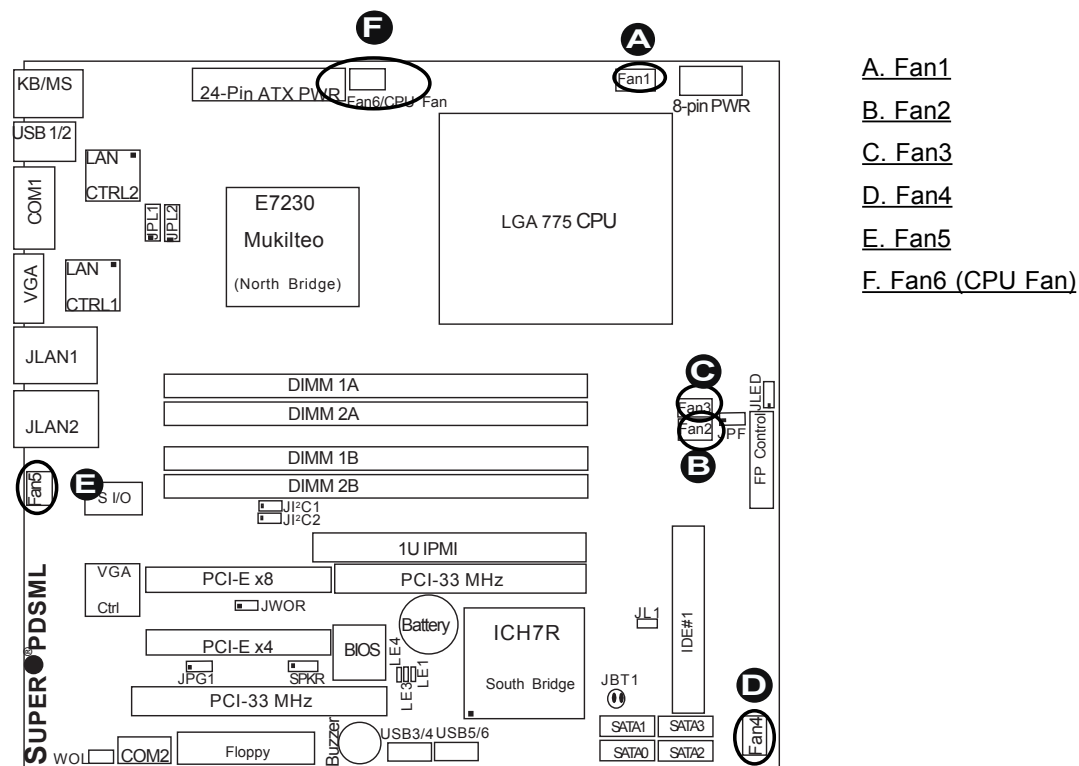 F
A
KB/MS
24-Pin ATX PWR
Fan6/CPU Fan
Fan1
8-pin PWR
USB 1/2
LAN
CTRL2
COM1
JPL1
JPL2
E7230
Mukilteo
(North Bridge)
LGA 775 CPU
VGA
LAN
CTRL1
JLAN1
JLAN2
DIMM 1A
DIMM 2A
DIMM 1B
DIMM 2B
C
Fan3
Fan2
B
JPF
JLED
FP Control
Fan5
E
S I/O
JI²C1
JI²C2
1U IPMI
VGA
Ctrl
PCI-E x8
PCI-33 MHz
JWOR
PCI-E x4
BIOS
Battery
ICH7R
South Bridge
JL1
IDE#1
JPG1
SPKR
LE4
LE3
LE1
PCI-33 MHz
JBT1
D
Fan4
SATA1
SATA3
SATA0
SATA2
SUPER®PDSML
WOL
COM2
Floppy
Buzzer
USB3/4
USB5/6
A. Fan1
B. Fan2
C. Fan3
D. Fan4
E. Fan5
F. Fan6 (CPU Fan)